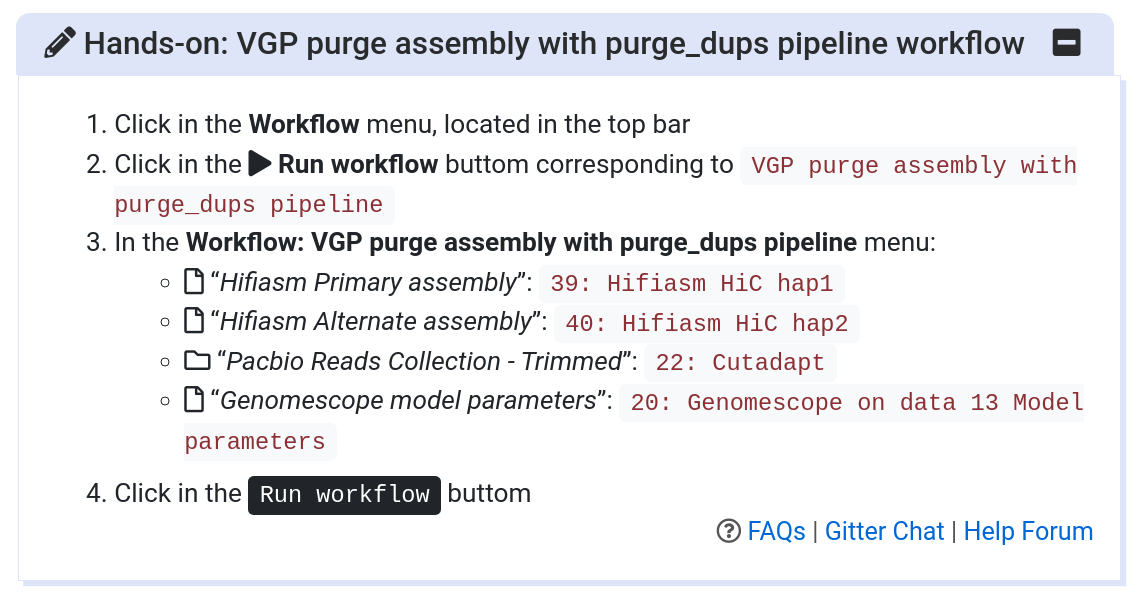 Hands-on: VGP purge assembly with purge_dups pipeline workflow
1. Click in the Workflow menu, located in the top bar
2. Click in the Run workflow buttom corresponding to VGP purge assembly with
purge_dups pipeline
3. In the Workflow: VGP purge assembly with purge_dups pipeline menu:
“Hifiasm Primary assembly”: 39: Hifiasm HiC hap1
“Hifiasm Alternate assembly”: 40: Hifiasm HiC hap2
“Pacbio Reads Collection - Trimmed”: 22: Cutadapt
“Genomescope model parameters”: 20: Genomescope on data 13 Model
parameters
4. Click in the Run workflow buttom
FAQs | Gitter Chat | Help Forum